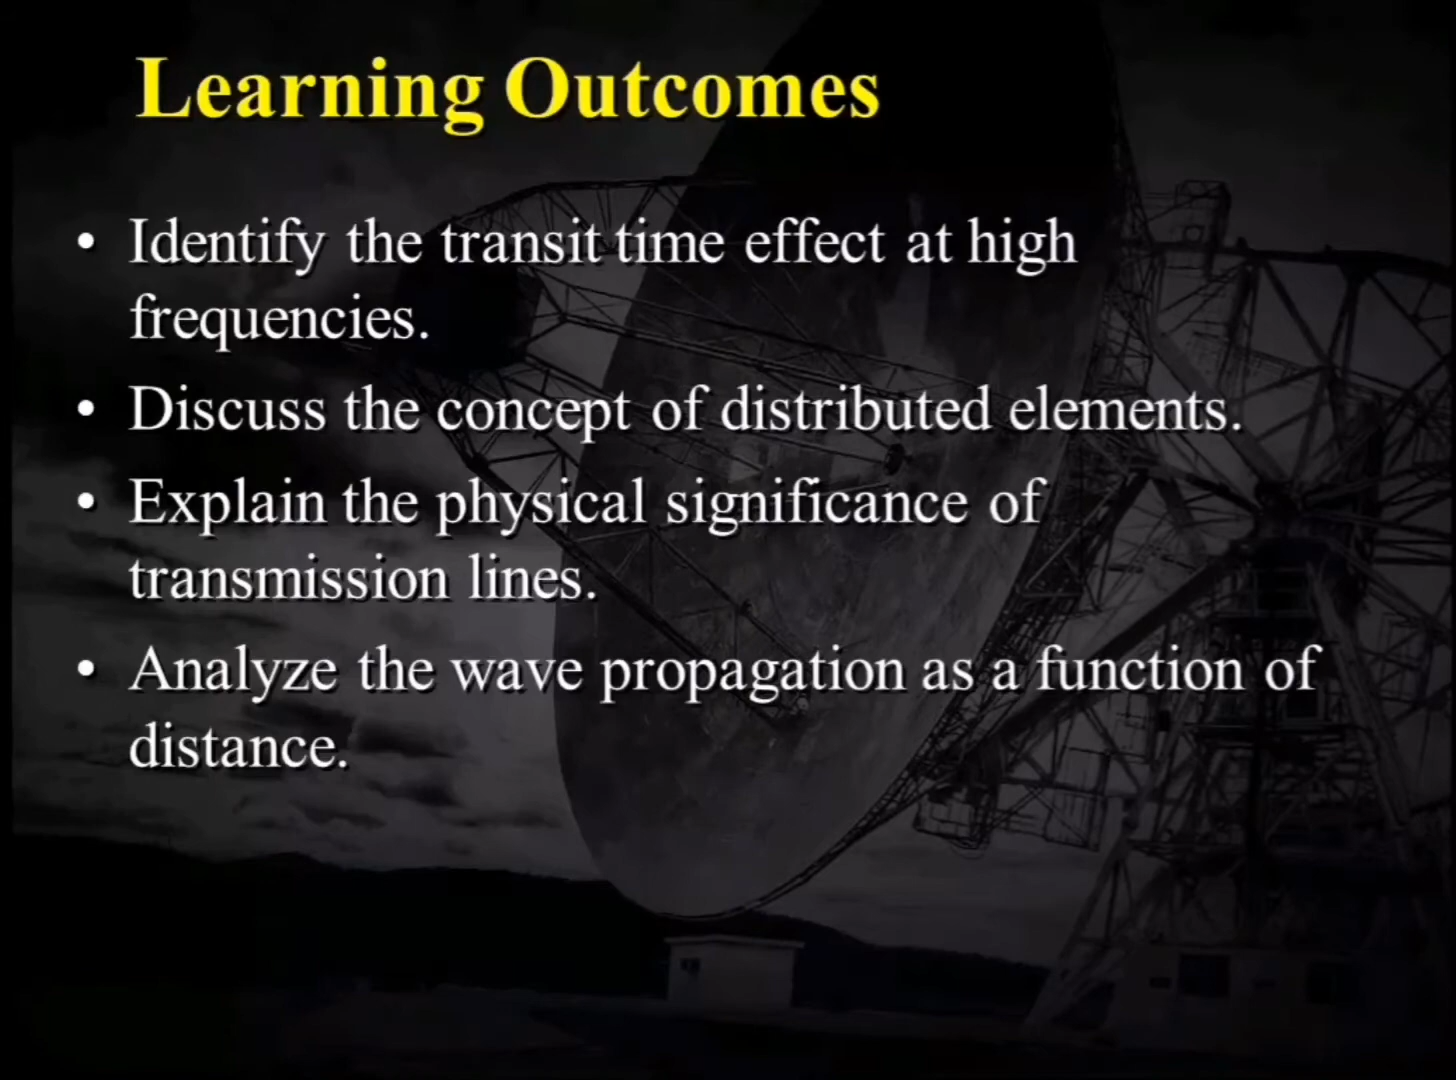 Learning Outcomes
• Identify the transit time effect at high
frequencies.
• Discuss the concept of distributed elements.
• Explain the physical significance of
transmission lines.
• Analyze the wave propagation as a function of
distance.